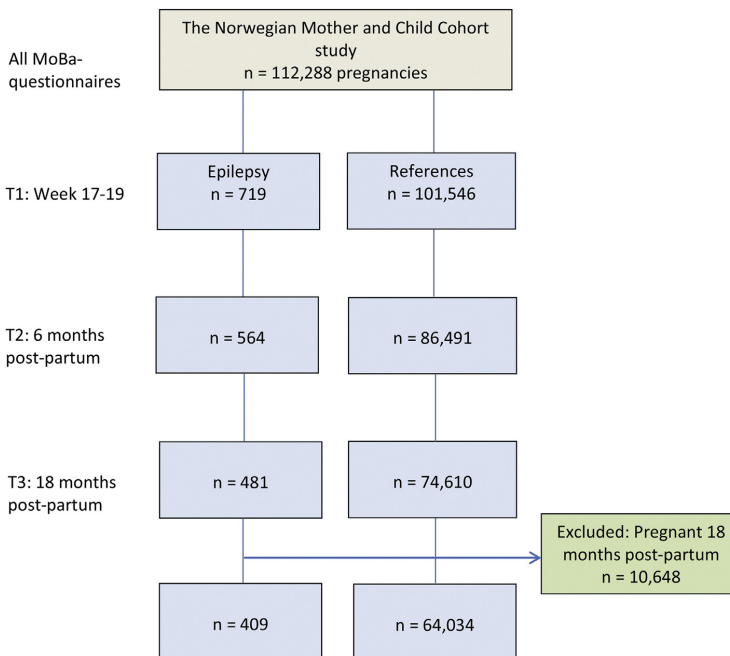 The Norwegian Mother and Child Cohort
study
n = 112,288 pregnancies
All MoBa-
questionnaires
T1: Week 17-19
Epilepsy
n = 719
References
n = 101,546
T2: 6 months
post-partum
n = 564
n = 86,491
T3: 18 months
post-partum
n = 481
n = 74,610
Excluded: Pregnant 18
months post-partum
n = 10,648
n = 409
n = 64,034